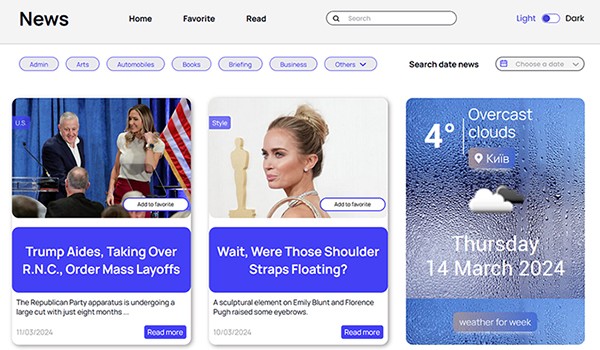 News
Home
Favorite
Read
Search
Light
Dark
Admin
Arts
Automobiles
Books
Briefing
Business
Others
Search date news
Choose a date
U.S.
Add to favorite
Trump Aides, Taking Over
R.N.C., Order Mass Layoffs
The Republican Party apparatus is undergoing a
large cut with just eight months ...
11/03/2024
Read more
Style
Add to favorite
Wait, Were Those Shoulder
Straps Floating?
A sculptural element on Emily Blunt and Florence
Pugh raised some eyebrows.
10/03/2024
Read more
4°
Overcast
clouds
Київ
Thursday
14 March 2024
weather for week